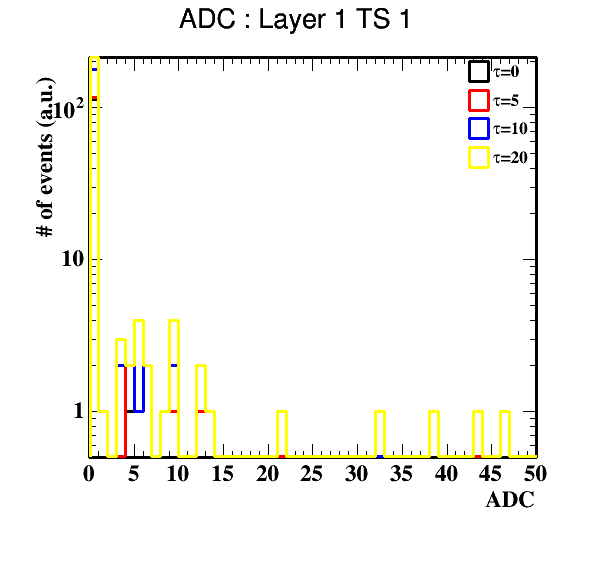 ADC : Layer 1 TS 1
# of events (a.u.)
10²
10
1
τ=0
τ=5
τ=10
τ=20
0 5 10 15 20 25 30 35 40 45 50
ADC